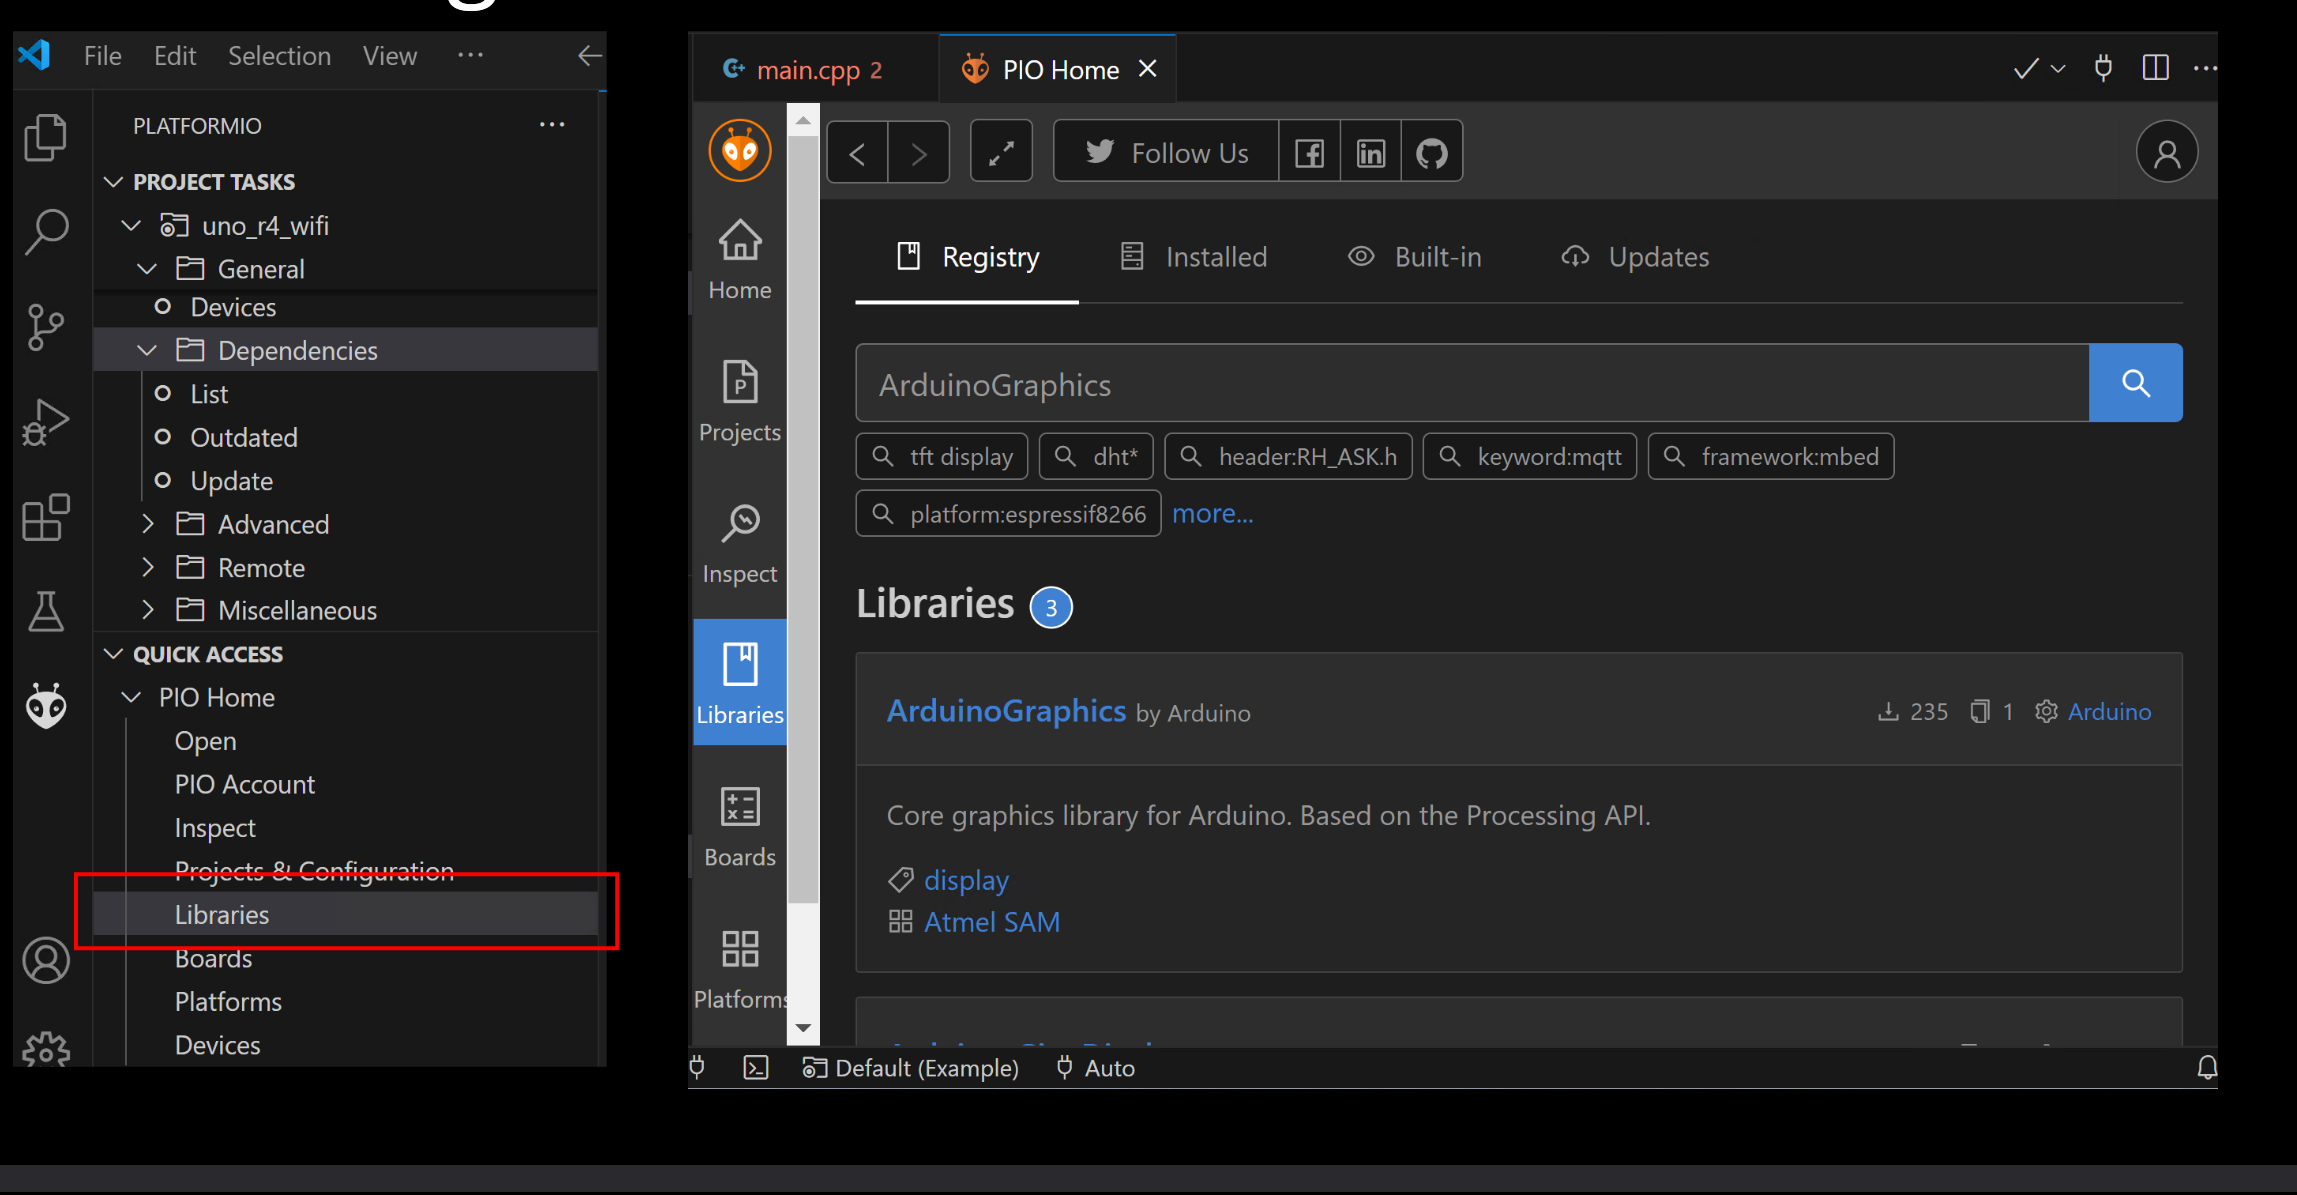 File Edit Selection View
PLATFORMIO
PROJECT TASKS
uno_r4_wifi
General
Devices
Dependencies
List
Outdated
Update
Advanced
Remote
Miscellaneous
QUICK ACCESS
PIO Home
Open
PIO Account
Inspect
Projects & Configuration
Libraries
Boards
Platforms
Devices
main.cpp 2 PIO Home
Follow Us
Home
Projects
Inspect
Libraries
Boards
Platforms
Registry Installed Built-in Updates
ArduinoGraphics
tft display dht* header:RH_ASK.h keyword:mqtt framework:mbed
platform:espressif8266 more...
Libraries 3
ArduinoGraphics by Arduino 235 1 Arduino
Core graphics library for Arduino. Based on the Processing API.
display
Atmel SAM
Default (Example) Auto